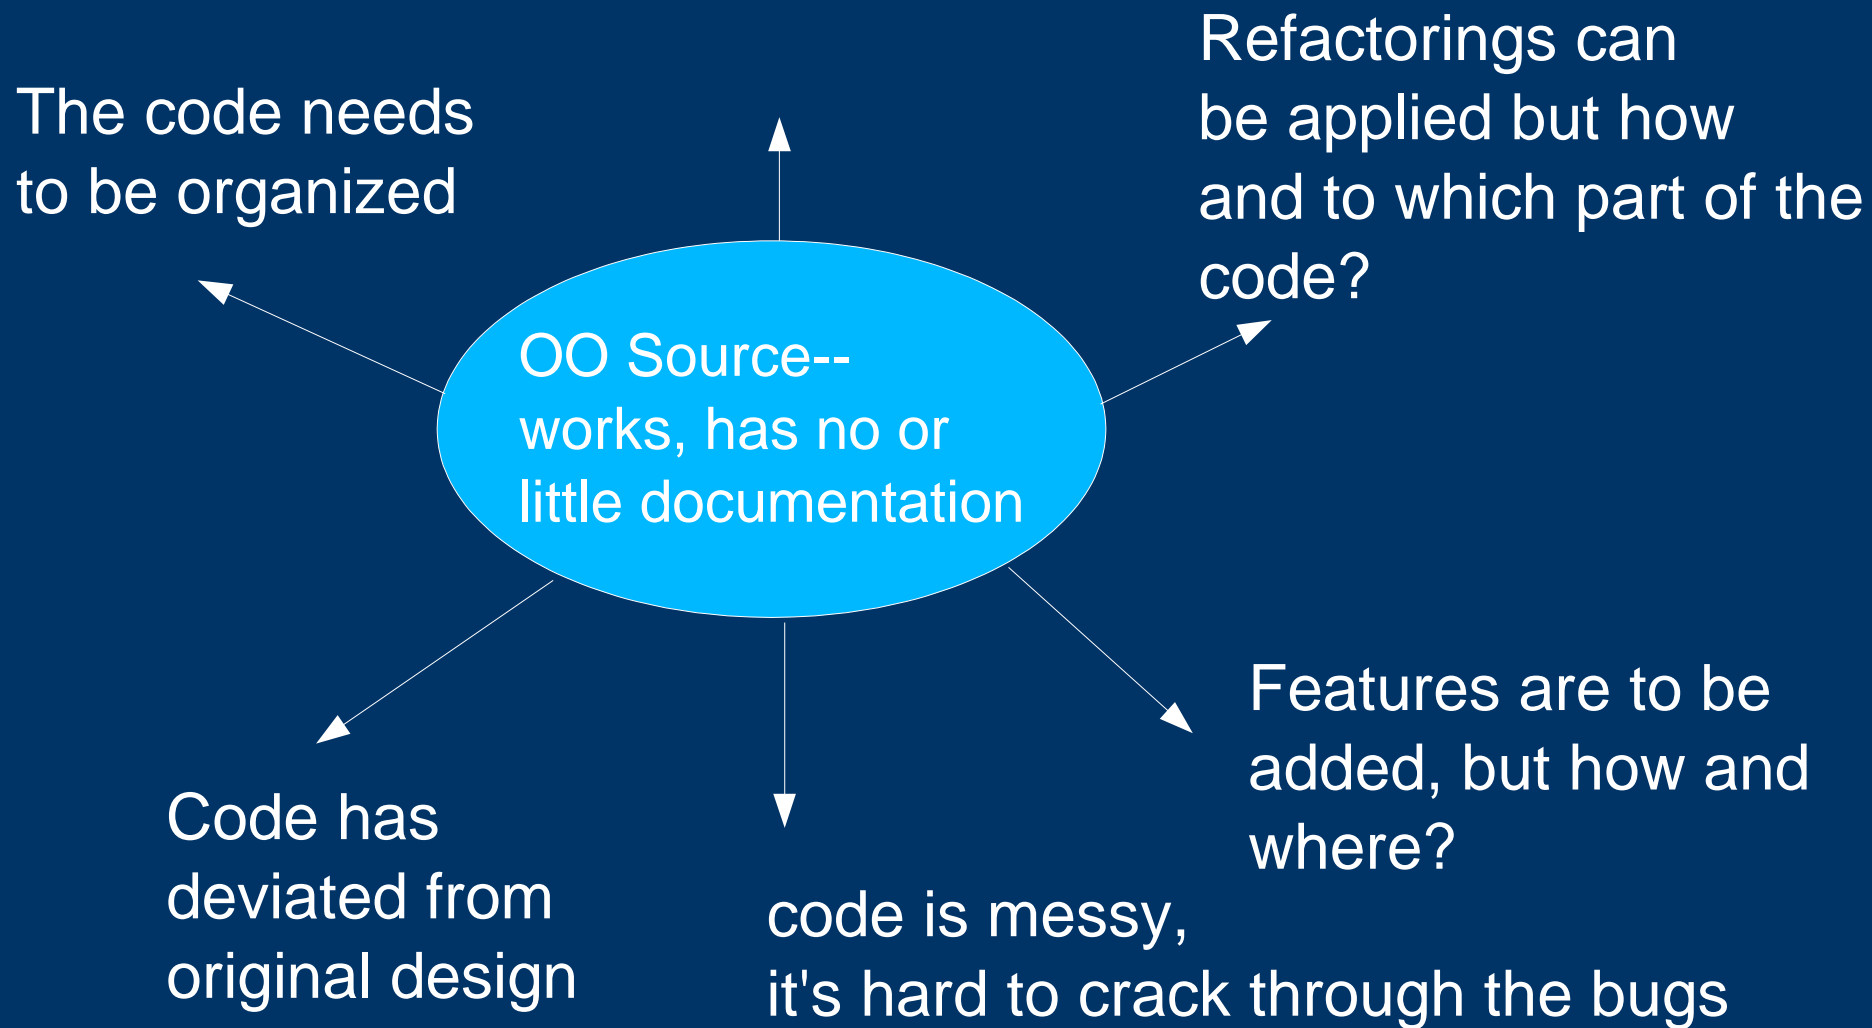 The code needs
to be organized
Refactorings can
be applied but how
and to which part of the
code?
OO Source--
works, has no or
little documentation
Features are to be
added, but how and
where?
Code has
deviated from
original design
code is messy,
it's hard to crack through the bugs